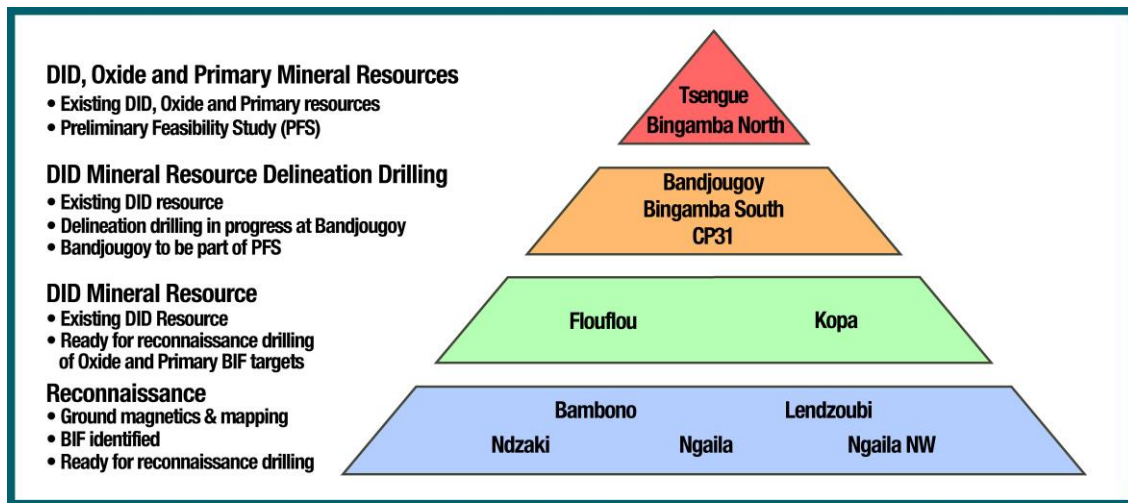 DID, Oxide and Primary Mineral Resources
• Existing DID, Oxide and Primary resources
• Preliminary Feasibility Study (PFS)
Tsengue
Bingamba North
DID Mineral Resource Delineation Drilling
• Existing DID resource
• Delineation drilling in progress at Bandjougoy
• Bandjougoy to be part of PFS
Bandjougoy
Bingamba South
CP31
DID Mineral Resource
• Existing DID Resource
• Ready for reconnaissance drilling
of Oxide and Primary BIF targets
Flouflou Kopa
Reconnaissance
• Ground magnetics & mapping
• BIF identified
• Ready for reconnaissance drilling
Bambono Lendzoubi
Ndzaki Ngaila Ngaila NW